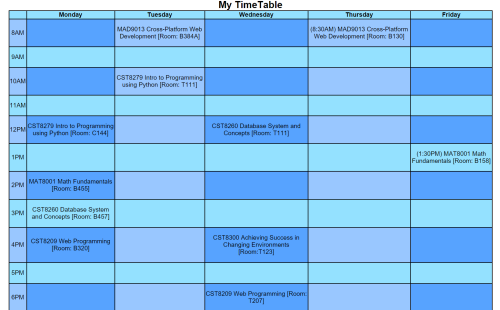 My TimeTable
Monday Tuesday Wednesday Thursday Friday
8AM
MAD9013 Cross-Platform Web
Development [Room: B384A]
(8:30AM) MAD9013 Cross-Platform
Web Development [Room: B130]
9AM
10AM
CST8279 Intro to Programming
using Python [Room: T111]
11AM
12PM
CST8279 Intro to Programming
using Python [Room: C144]
CST8260 Database System and
Concepts [Room: T111]
1PM
(1:30PM) MAT8001 Math
Fundamentals [Room: B158]
2PM
MAT8001 Math Fundamentals
[Room: B455]
3PM
CST8260 Database System
and Concepts [Room: B457]
4PM
CST8209 Web Programming
[Room: B320]
CST8300 Achieving Success in
Changing Environments
[Room:T123]
5PM
6PM
CST8209 Web Programming [Room:
T207]